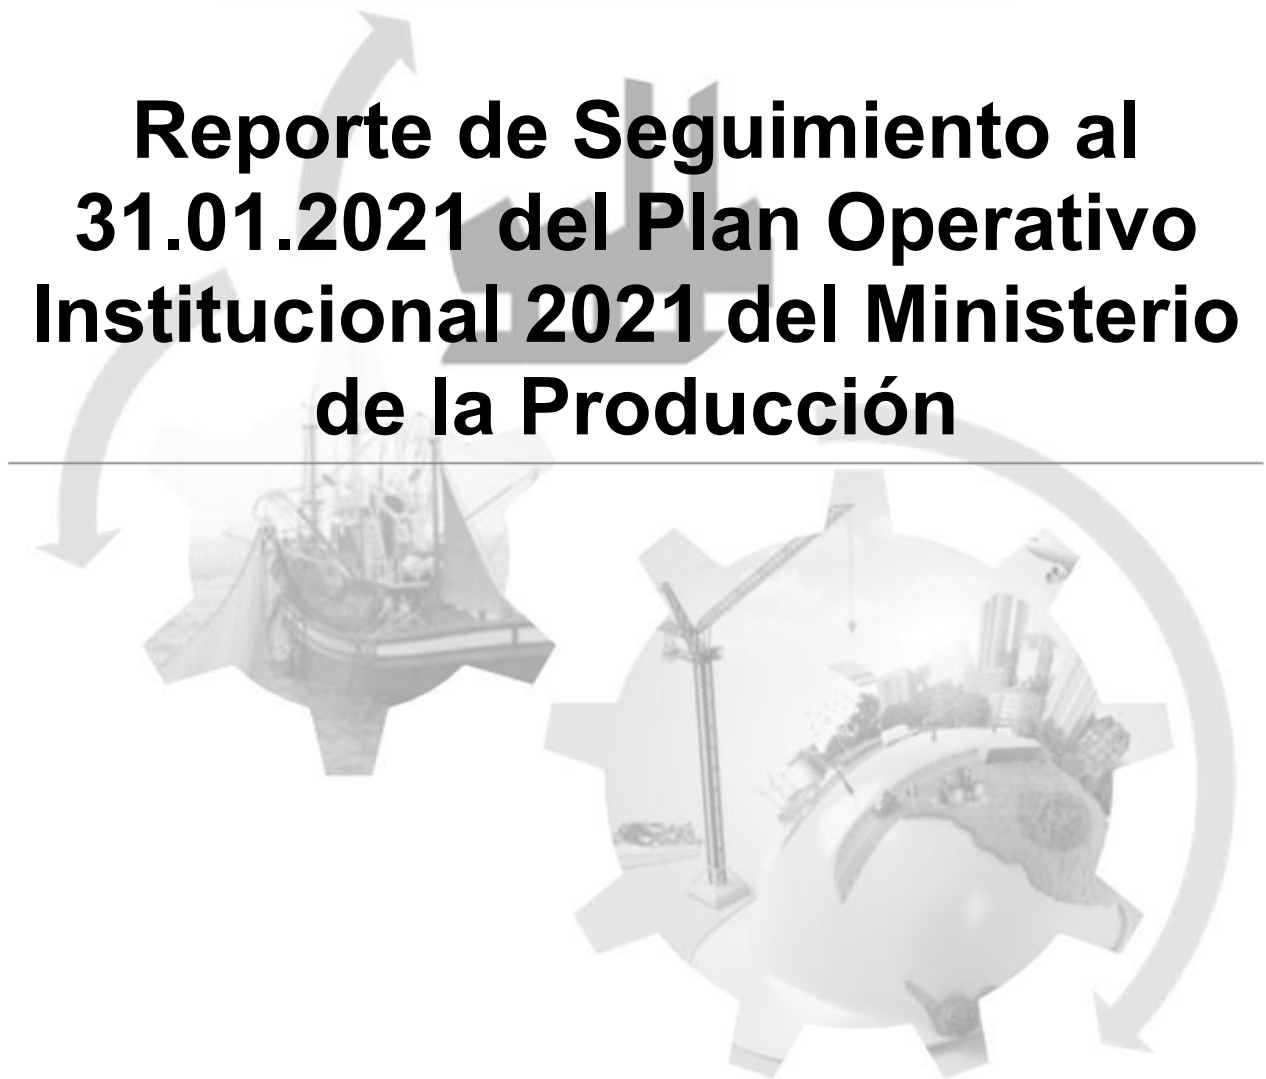 Reporte de Seguimiento al
31.01.2021 del Plan Operativo
Institucional 2021 del Ministerio
de la Producción